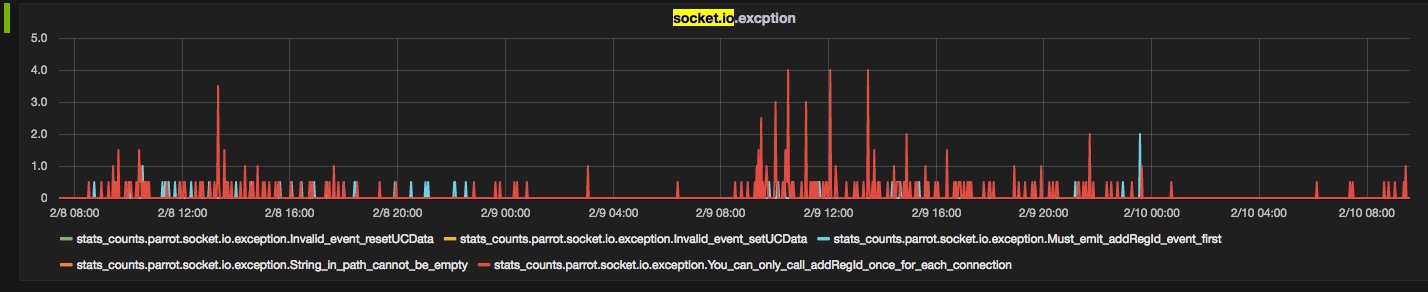 socket.io.excption
5.0
4.0
3.0
2.0
1.0
0
2/8 08:00 2/8 12:00 2/8 16:00 2/8 20:00 2/9 00:00 2/9 04:00 2/9 08:00 2/9 12:00 2/9 16:00 2/9 20:00 2/10 00:00 2/10 04:00 2/10 08:00
stats_counts.parrot.socket.io.exception.Invalid_event_resetUCData stats_counts.parrot.socket.io.exception.Invalid_event_setUCData stats_counts.parrot.socket.io.exception.Must_emit_addRegId_event_first
stats_counts.parrot.socket.io.exception.String_in_path_cannot_be_empty stats_counts.parrot.socket.io.exception.You_can_only_call_addRegId_once_for_each_connection